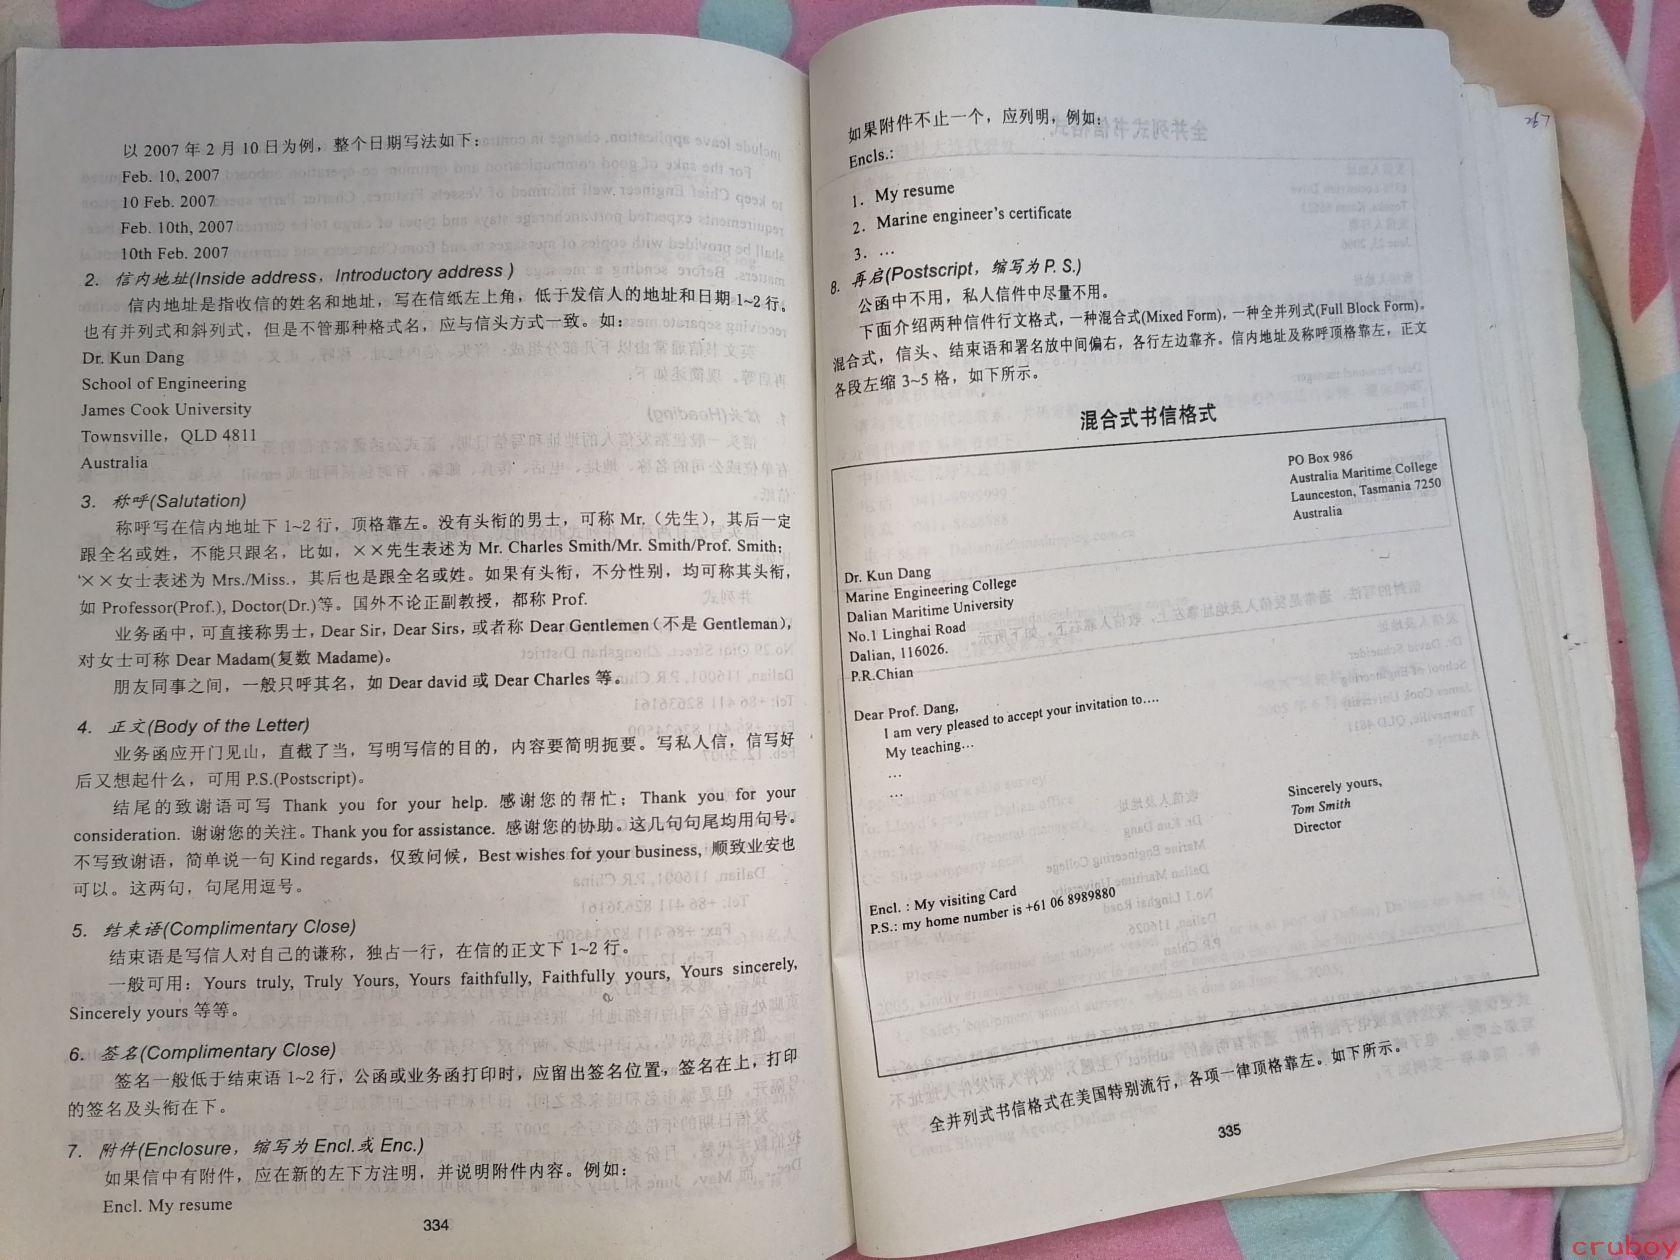 以 2007 年 2 月 10 日为例，整个日期写法如下：
Feb. 10, 2007
10 Feb. 2007
Feb. 10th, 2007
10th Feb. 2007
2. 信内地址(Inside address，Introductory address )
信内地址是指收信的姓名和地址，写在信纸左上角，低于发信人的地址和日期 1~2 行。
也有并列式和斜列式，但是不管那种格式名，应与信头方式一致。如：
Dr. Kun Dang
School of Engineering
James Cook University
Townsville，QLD 4811
Australia
3. 称呼(Salutation)
称呼写在信内地址下 1~2 行，顶格靠左。没有头衔的男士，可称 Mr.（先生），其后一定
跟全名或姓，不能只跟名，比如，××先生表述为 Mr. Charles Smith/Mr. Smith/Prof. Smith；
××女士表述为 Mrs./Miss.，其后也是跟全名或姓。如果有头衔，不分性别，均可称其头衔，
如 Professor(Prof.), Doctor(Dr.)等。国外不论正副教授，都称 Prof.
业务函中，可直接称男士，Dear Sir，Dear Sirs，或者称 Dear Gentlemen（不是 Gentleman），
对女士可称 Dear Madam(复数 Madame)。
朋友同事之间，一般只呼其名，如 Dear david 或 Dear Charles 等。
4. 正文(Body of the Letter)
业务函应开门见山，直截了当，写明写信的目的，内容要简明扼要。写私人信，信写好
后又想起什么，可用 P.S.(Postscript)。
结尾的致谢语可写 Thank you for your help. 感谢您的帮忙；Thank you for your
consideration. 谢谢您的关注。Thank you for assistance. 感谢您的协助。这几句句尾均用句号。
不写致谢语，简单说一句 Kind regards，仅致问候，Best wishes for your business, 顺致业安也
可以。这两句，句尾用逗号。
5. 结束语(Complimentary Close)
结束语是写信人对自己的谦称，独占一行，在信的正文下 1~2 行。
一般可用：Yours truly, Truly Yours, Yours faithfully, Faithfully yours, Yours sincerely,
Sincerely yours 等等。
6. 签名(Complimentary Close)
签名一般低于结束语 1~2 行，公函或业务函打印时，应留出签名位置，签名在上，打印
的签名及头衔在下。
7. 附件(Enclosure，缩写为 Encl.或 Enc.)
如果信中有附件，应在新的左下方注明，并说明附件内容。例如：
Encl. My resume
334
如果附件不止一个，应列明，例如：
Encls.:
1. My resume
2. Marine engineer’s certificate
3. …
8. 再启(Postscript，缩写为 P. S.)
公函中不用，私人信件中尽量不用。
下面介绍两种信件行文格式，一种混合式(Mixed Form)，一种全并列式(Full Block Form)。
混合式，信头、结束语和署名放中间偏右，各行左边靠齐。信内地址及称呼顶格靠左，正文
各段左缩 3~5 格，如下所示。
混合式书信格式
PO Box 986
Australia Maritime College
Launceston, Tasmania 7250
Australia
Dr. Kun Dang
Marine Engineering College
Dalian Maritime University
No.1 Linghai Road
Dalian, 116026.
P.R.Chian
Dear Prof. Dang,
I am very pleased to accept your invitation to….
My teaching…
…
…
Sincerely yours,
Tom Smith
Director
Encl. : My visiting Card
P.S.: my home number is +61 06 8989880
全并列式书信格式在美国特别流行，各项一律顶格靠左。如下所示。
335
267
cruboy